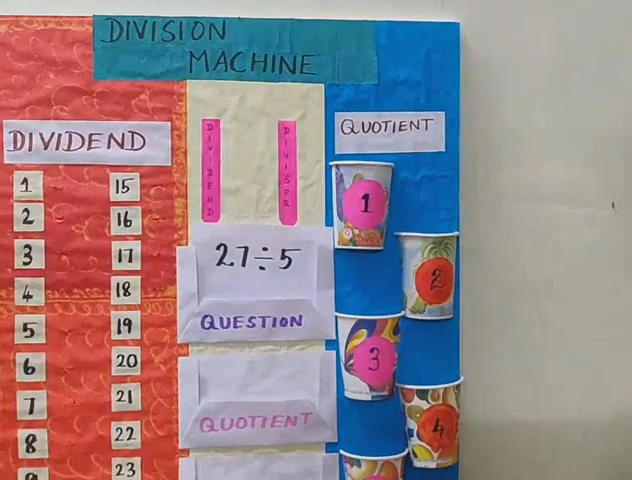 DIVISION
MACHINE
DIVIDEND
1
2
3
4
5
6
7
8
9
15
16
17
18
19
20
21
22
23
DIVIDEND
DIVISOR
27÷5
QUESTION
QUOTIENT
QUOTIENT
1
2
3
4